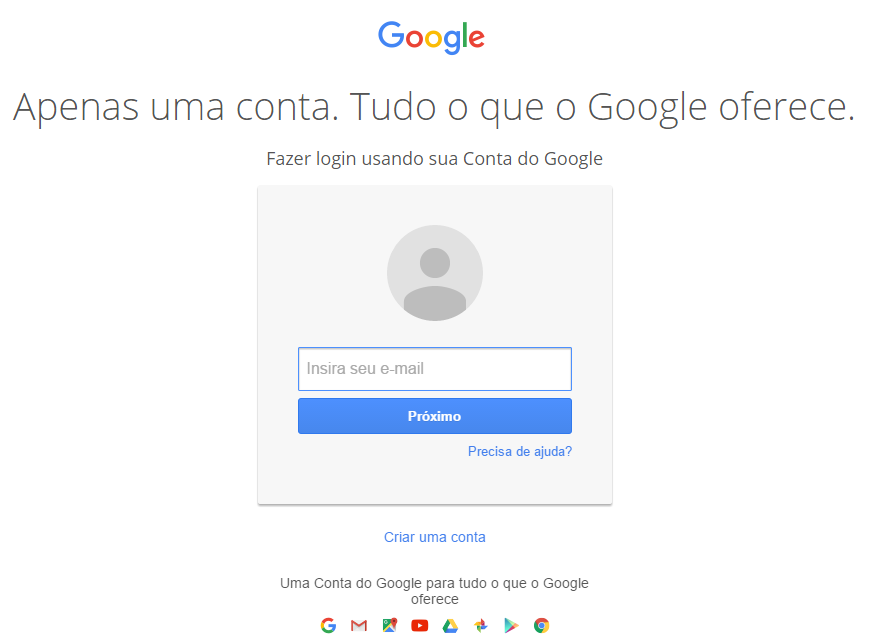 Google
Apenas uma conta. Tudo o que o Google oferece.
Fazer login usando sua Conta do Google
Insira seu e-mail
Próximo
Precisa de ajuda?
Criar uma conta
Uma Conta do Google para tudo o que o Google
oferece